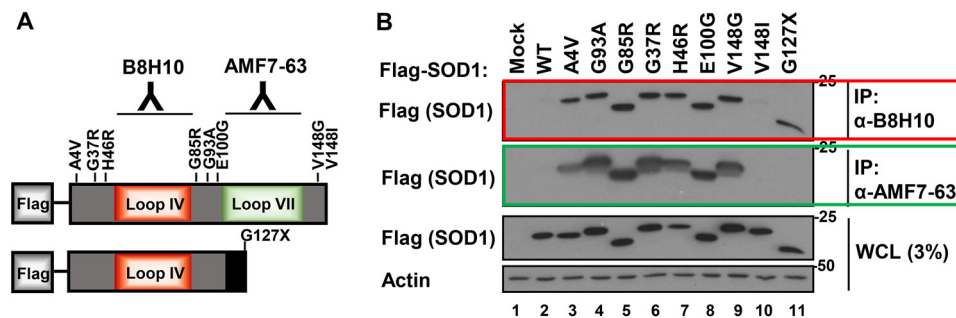 A
B8H10
AMF7-63
A4V
G37R
H46R
G85R
G93A
E100G
V148G
V148I
Flag
Loop IV
Loop VII
G127X
Flag
Loop IV
B
Flag-SOD1:
Mock
WT
A4V
G93A
G85R
G37R
H46R
E100G
V148G
V148I
G127X
Flag (SOD1)
25
IP:
α-B8H10
Flag (SOD1)
25
IP:
α-AMF7-63
Flag (SOD1)
25
WCL (3%)
Actin
50
1 2 3 4 5 6 7 8 9 10 11